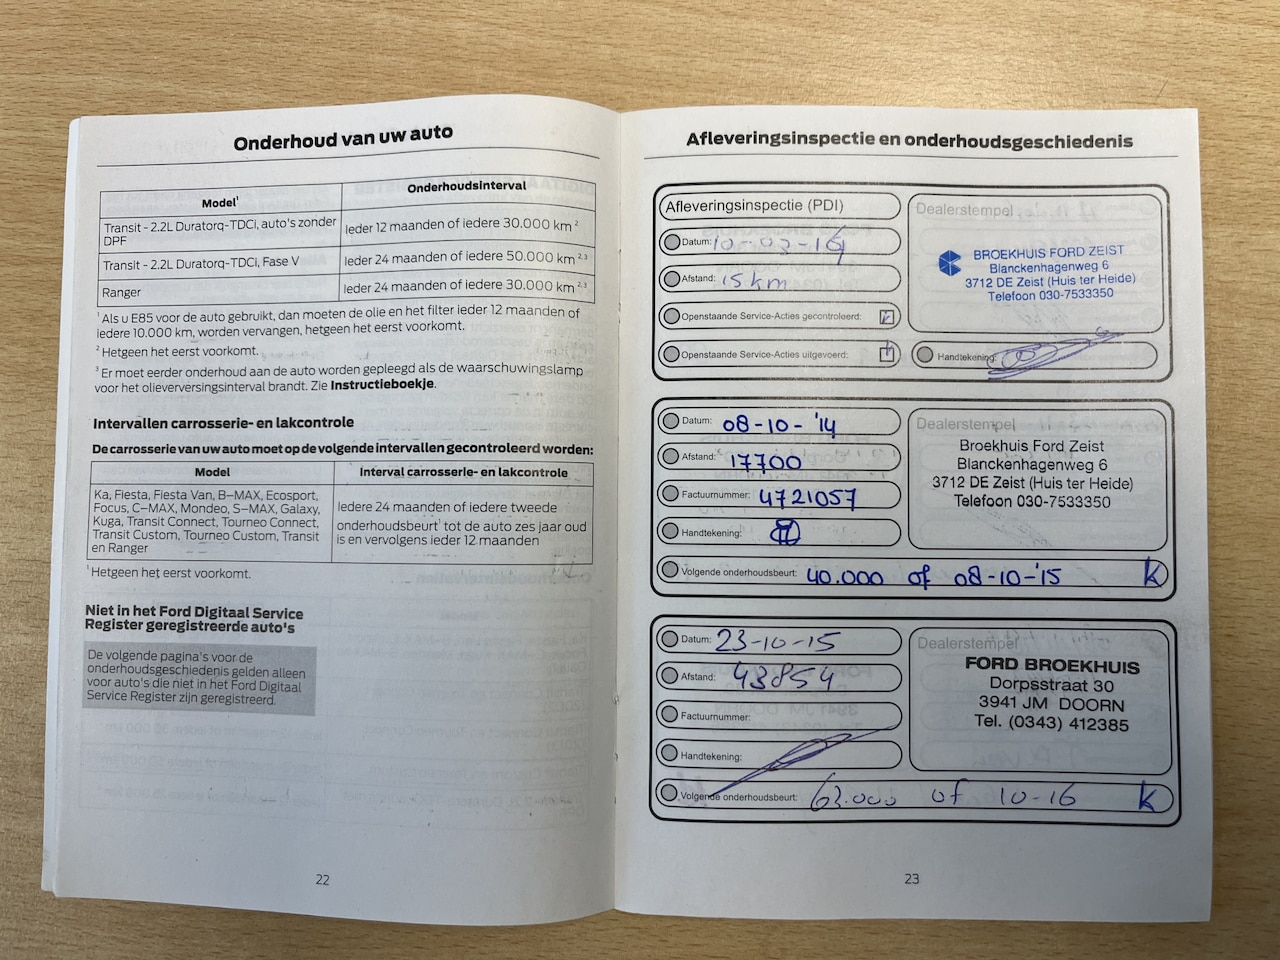 Onderhoud van uw auto
Model¹ Onderhoudsinterval
Transit - 2.2L Duratorq-TDCi, auto's zonder
DPF
Ieder 12 maanden of iedere 30.000 km ²
Transit - 2.2L Duratorq-TDCi, Fase V
Ieder 24 maanden of iedere 50.000 km ²·³
Ranger
Ieder 24 maanden of iedere 30.000 km ²·³
¹ Als u E85 voor de auto gebruikt, dan moeten de olie en het filter ieder 12 maanden of
iedere 10.000 km, worden vervangen, hetgeen het eerst voorkomt.
² Hetgeen het eerst voorkomt.
³ Er moet eerder onderhoud aan de auto worden gepleegd als de waarschuwingslamp
voor het olieverversingsinterval brandt. Zie Instructieboekje.
Intervallen carrosserie- en lakcontrole
De carrosserie van uw auto moet op de volgende intervallen gecontroleerd worden:
Model Interval carrosserie- en lakcontrole
Ka, Fiesta, Fiesta Van, B-MAX, Ecosport,
Focus, C-MAX, Mondeo, S-MAX, Galaxy,
Kuga, Transit Connect, Tourneo Connect,
Transit Custom, Tourneo Custom, Transit
en Ranger
Iedere 24 maanden of iedere tweede
onderhoudsbeurt¹ tot de auto zes jaar oud
is en vervolgens ieder 12 maanden
¹ Hetgeen het eerst voorkomt.
Niet in het Ford Digitaal Service
Register geregistreerde auto's
De volgende pagina's voor de
onderhoudsgeschiedenis gelden alleen
voor auto's die niet in het Ford Digitaal
Service Register zijn geregistreerd.
22
Afleveringsinspectie en onderhoudsgeschiedenis
Afleveringsinspectie (PDI)
Datum: 10-03-14
Afstand: 15 km
Openstaande Service-Acties gecontroleerd:
Openstaande Service-Acties uitgevoerd:
Dealerstempel
BROEKHUIS FORD ZEIST
Blanckenhagenweg 6
3712 DE Zeist (Huis ter Heide)
Telefoon 030-7533350
Handtekening:
Datum: 08-10-'14
Afstand: 17700
Factuurnummer: 4721057
Handtekening:
Dealerstempel
Broekhuis Ford Zeist
Blanckenhagenweg 6
3712 DE Zeist (Huis ter Heide)
Telefoon 030-7533350
Volgende onderhoudsbeurt: 40.000 of 08-10-'15 K
Datum: 23-10-15
Afstand: 43854
Factuurnummer:
Handtekening:
Dealerstempel
FORD BROEKHUIS
Dorpsstraat 30
3941 JM DOORN
Tel. (0343) 412385
Volgende onderhoudsbeurt: 63.000 of 10-16 K
23